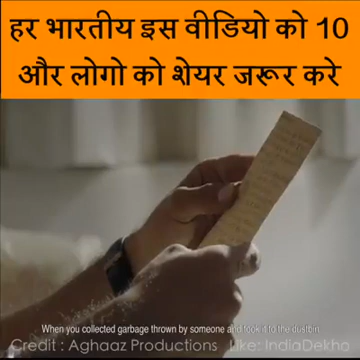 हर भारतीय इस वीडियो को 10
और लोगो को शेयर जरूर करे
When you collected garbage thrown by someone and took it to the dustbin.
Credit : Aghaaz Productions Like: IndiaDekho